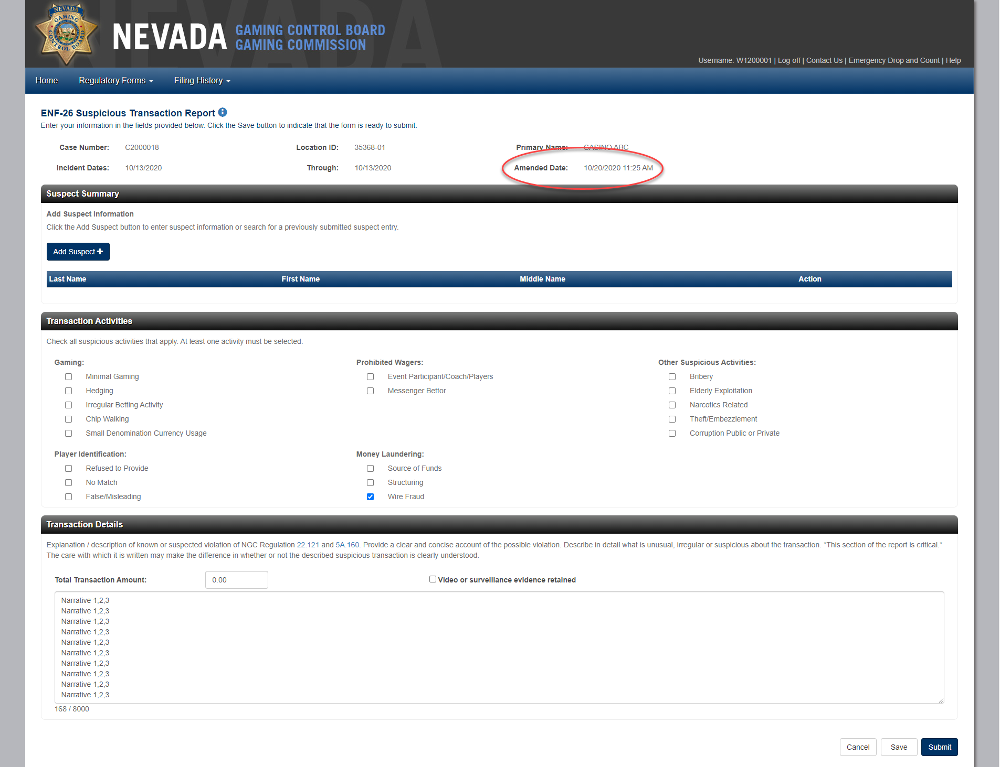 NEVADA
GAMING
CONTROL BOARD
NEVADA GAMING CONTROL BOARD
GAMING COMMISSION
Username: W1200001 | Log off | Contact Us | Emergency Drop and Count | Help
Home Regulatory Forms Filing History
ENF-26 Suspicious Transaction Report
Enter your information in the fields provided below. Click the Save button to indicate that the form is ready to submit.
Case Number: C2000018 Location ID: 35368-01 Primary Name: CASINO ABC
Incident Dates: 10/13/2020 Through: 10/13/2020 Amended Date: 10/20/2020 11:25 AM
Suspect Summary
Add Suspect Information
Click the Add Suspect button to enter suspect information or search for a previously submitted suspect entry.
Add Suspect
Last Name First Name Middle Name Action
Transaction Activities
Check all suspicious activities that apply. At least one activity must be selected.
Gaming: Prohibited Wagers: Other Suspicious Activities:
Minimal Gaming Event Participant/Coach/Players Bribery
Hedging Messenger Bettor Elderly Exploitation
Irregular Betting Activity Narcotics Related
Chip Walking Theft/Embezzlement
Small Denomination Currency Usage Corruption Public or Private
Player Identification: Money Laundering:
Refused to Provide Source of Funds
No Match Structuring
False/Misleading Wire Fraud
Transaction Details
Explanation / description of known or suspected violation of NGC Regulation 22.121 and 5A.160. Provide a clear and concise account of the possible violation. Describe in detail what is unusual, irregular or suspicious about the transaction. *This section of the report is critical.*
The care with which it is written may make the difference in whether or not the described suspicious transaction is clearly understood.
Total Transaction Amount: 0.00 Video or surveillance evidence retained
Narrative 1,2,3
Narrative 1,2,3
Narrative 1,2,3
Narrative 1,2,3
Narrative 1,2,3
Narrative 1,2,3
Narrative 1,2,3
Narrative 1,2,3
Narrative 1,2,3
Narrative 1,2,3
168 / 8000
Cancel Save Submit